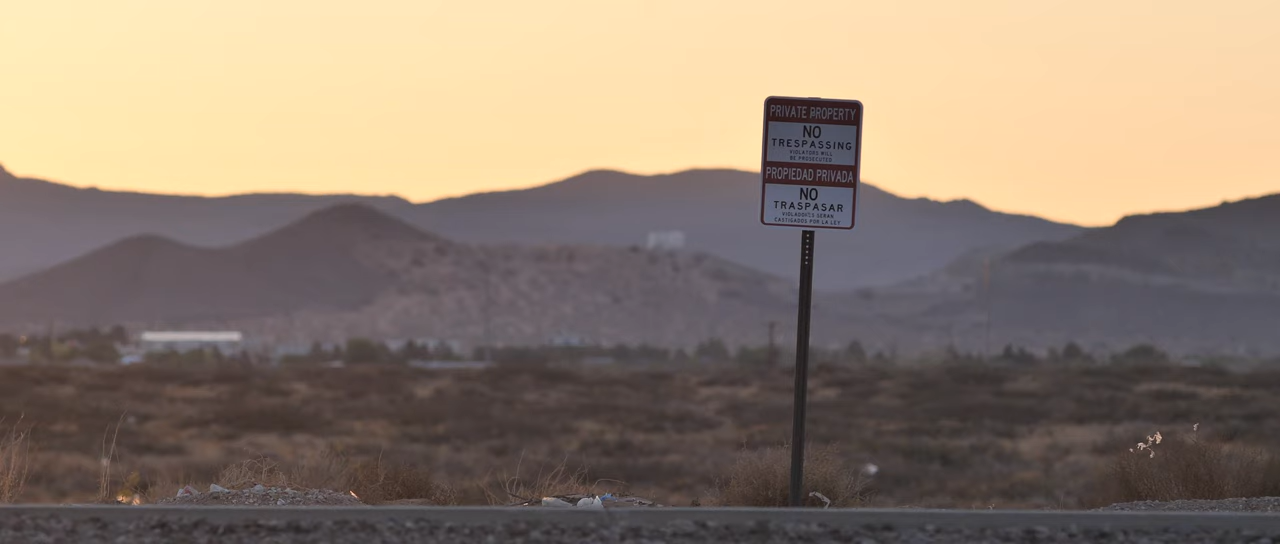 PRIVATE PROPERTY
NO
TRESPASSING
VIOLATORS WILL
BE PROSECUTED
PROPIEDAD PRIVADA
NO
TRASPASAR
VIOLADORES SERAN
CASTIGADOS POR LA LEY